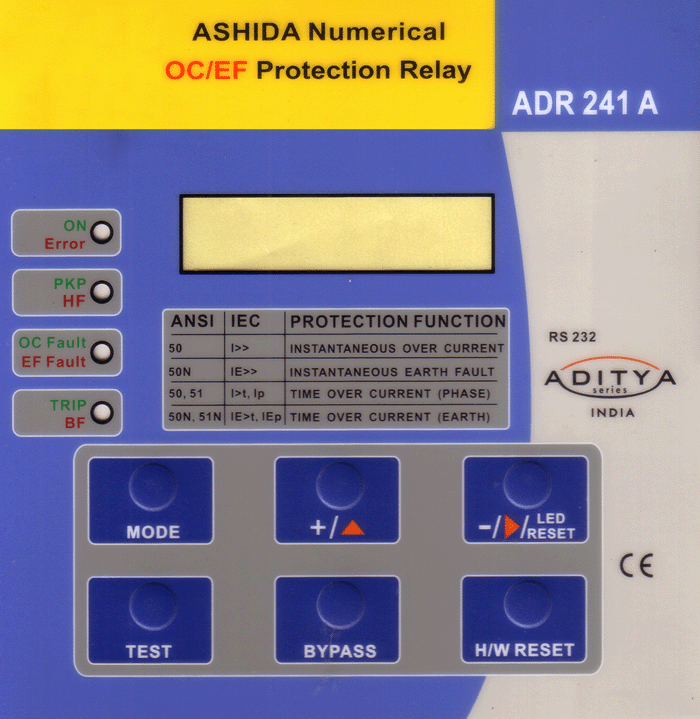 ASHIDA Numerical
OC/EF Protection Relay
ADR 241 A
ON
Error
PKP
HF
OC Fault
EF Fault
TRIP
BF
ANSI IEC PROTECTION FUNCTION
50 I>> INSTANTANEOUS OVER CURRENT
50N IE>> INSTANTANEOUS EARTH FAULT
50, 51 I>t, Ip TIME OVER CURRENT (PHASE)
50N, 51N IE>t, IEp TIME OVER CURRENT (EARTH)
RS 232
ADITYA
series
INDIA
MODE
+/▲
-/▶/LED RESET
TEST
BYPASS
H/W RESET
CE